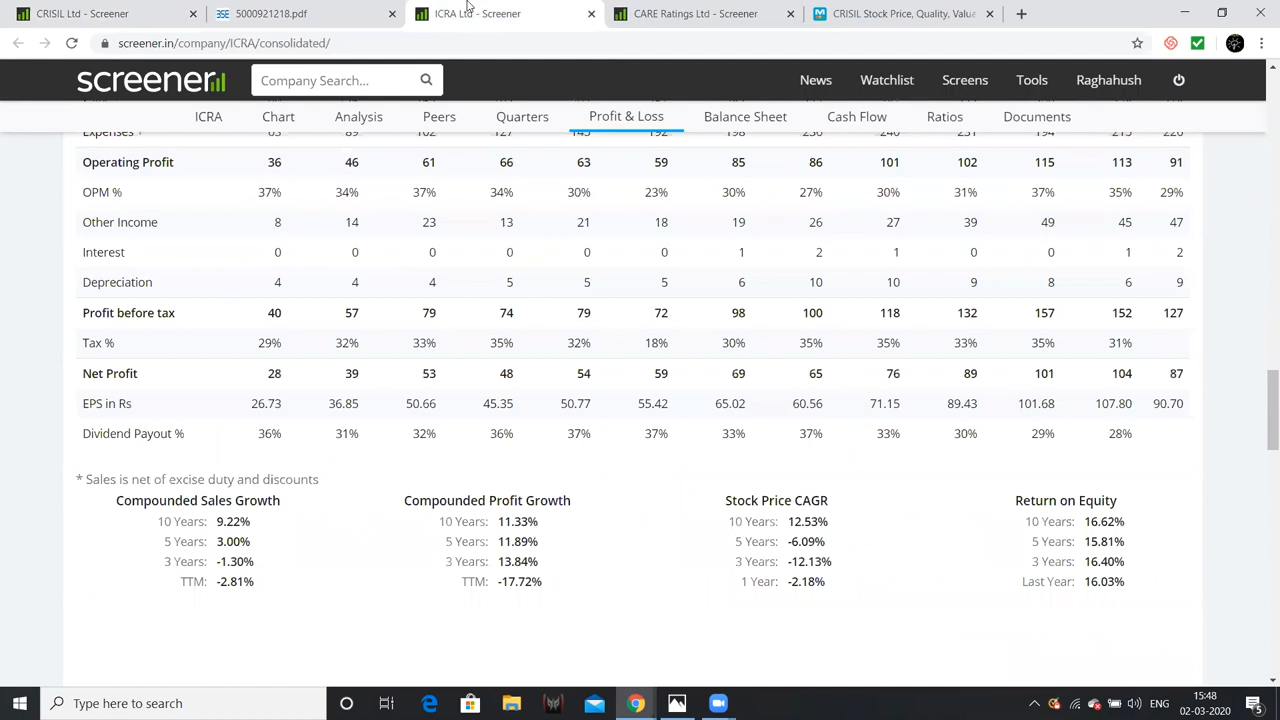 CRISIL Ltd - Screener
5000921218.pdf
ICRA Ltd - Screener
CARE Ratings Ltd - Screener
CRSIL Stock Price, Quality, Valua
screener.in/company/ICRA/consolidated/
screener
Company Search...
News Watchlist Screens Tools Raghahush
ICRA Chart Analysis Peers Quarters Profit & Loss Balance Sheet Cash Flow Ratios Documents
Expenses
Operating Profit 36 46 61 66 63 59 85 86 101 102 115 113 91
OPM % 37% 34% 37% 34% 30% 23% 30% 27% 30% 31% 37% 35% 29%
Other Income 8 14 23 13 21 18 19 26 27 39 49 45 47
Interest 0 0 0 0 0 0 1 2 1 0 0 1 2
Depreciation 4 4 4 5 5 5 6 10 10 9 8 6 9
Profit before tax 40 57 79 74 79 72 98 100 118 132 157 152 127
Tax % 29% 32% 33% 35% 32% 18% 30% 35% 35% 33% 35% 31%
Net Profit 28 39 53 48 54 59 69 65 76 89 101 104 87
EPS in Rs 26.73 36.85 50.66 45.35 50.77 55.42 65.02 60.56 71.15 89.43 101.68 107.80 90.70
Dividend Payout % 36% 31% 32% 36% 37% 37% 33% 37% 33% 30% 29% 28%
* Sales is net of excise duty and discounts
Compounded Sales Growth
10 Years: 9.22%
5 Years: 3.00%
3 Years: -1.30%
TTM: -2.81%
Compounded Profit Growth
10 Years: 11.33%
5 Years: 11.89%
3 Years: 13.84%
TTM: -17.72%
Stock Price CAGR
10 Years: 12.53%
5 Years: -6.09%
3 Years: -12.13%
1 Year: -2.18%
Return on Equity
10 Years: 16.62%
5 Years: 15.81%
3 Years: 16.40%
Last Year: 16.03%
Type here to search
ENG
15:48
02-03-2020
5